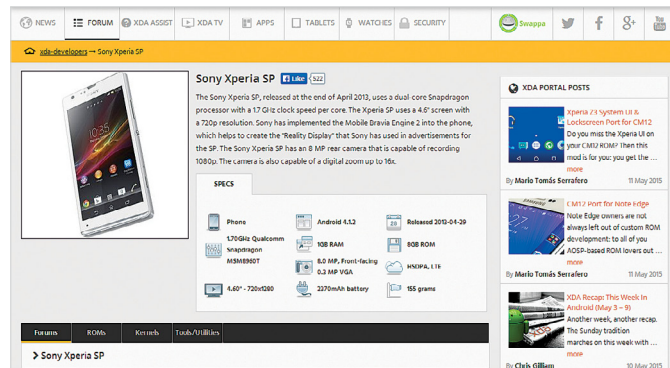 NEWS FORUM XDA ASSIST XDA TV APPS TABLETS WATCHES SECURITY Swappa
xda-developers → Sony Xperia SP
Sony Xperia SP Like 522
The Sony Xperia SP, released at the end of April 2013, uses a dual-core Snapdragon
processor with a 1.7 GHz clock speed per core. The Xperia SP uses a 4.6" screen with
a 720p resolution. Sony has implemented the Mobile Bravia Engine 2 into the phone,
which helps to create the "Reality Display" that Sony has used in advertisements for
the SP. The Sony Xperia SP has an 8 MP rear camera that is capable of recording
1080p. The camera is also capable of a digital zoom up to 16x.
SPECS
Phone Android 4.1.2 Released 2013-04-29
1.70GHz Qualcomm
Snapdragon
MSM8960T
1GB RAM 8GB ROM
8.0 MP, Front-facing
0.3 MP VGA
HSDPA, LTE
4.60" - 720x1280 2370mAh battery 155 grams
Forums ROMs Kernels Tools/Utilities
Sony Xperia SP
XDA PORTAL POSTS
Xperia Z3 System UI &
Lockscreen Port for CM12
Do you miss the Xperia UI on
your CM12 ROM? Then this
mod is for you: you get the ...
more
By Mario Tomás Serrafero 11 May 2015
CM12 Port for Note Edge
Note Edge owners are not
always left out of custom ROM
development: to all of you
AOSP-based ROM lovers out ...
more
By Mario Tomás Serrafero 11 May 2015
XDA Recap: This Week In
Android (May 3 – 9)
Another week, another recap.
The Sunday tradition
marches on this week with ...
more
By Chris Gilliam 10 May 2015